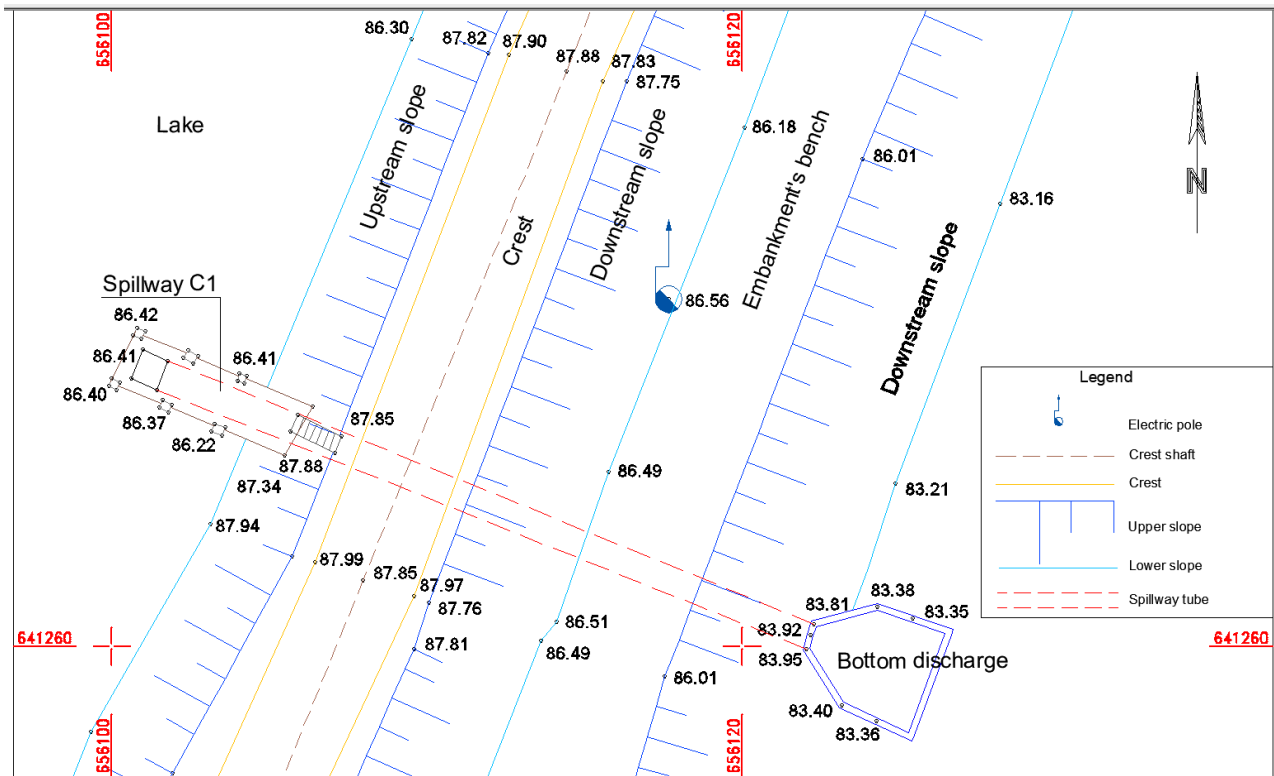 656100
86.30
87.82
87.90
87.88
87.83
87.75
656120
Lake
Upstream slope
86.18
86.01
N
83.16
Crest
Downstream slope
Embankment's bench
Downstream slope
Spillway C1
86.42
86.56
86.41
86.41
86.40
86.37
86.22
87.85
87.88
87.34
87.94
86.49
83.21
Legend
Electric pole
Crest shaft
Crest
Upper slope
Lower slope
Spillway tube
87.99
87.85
87.97
87.76
87.81
86.51
86.49
83.81
83.38
83.35
83.92
83.95
641260
641260
Bottom discharge
86.01
83.40
83.36
656100
656120